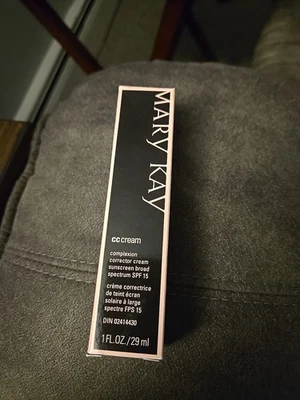 MARY KAY
cc cream
complexion
corrector cream
sunscreen broad
spectrum SPF 15
crème correctrice
de teint écran
solaire à large
spectre FPS 15
DIN 02414430
1 FL.OZ./29 ml